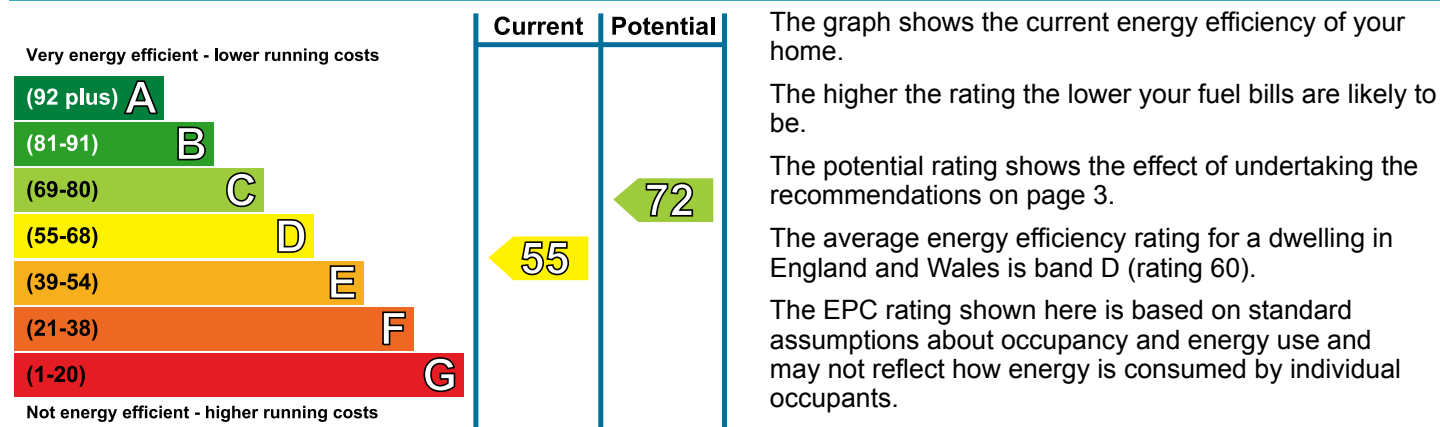 Current Potential
Very energy efficient - lower running costs
(92 plus) A
(81-91) B
(69-80) C
(55-68) D
(39-54) E
(21-38) F
(1-20) G
Not energy efficient - higher running costs
72
55
The graph shows the current energy efficiency of your
home.
The higher the rating the lower your fuel bills are likely to
be.
The potential rating shows the effect of undertaking the
recommendations on page 3.
The average energy efficiency rating for a dwelling in
England and Wales is band D (rating 60).
The EPC rating shown here is based on standard
assumptions about occupancy and energy use and
may not reflect how energy is consumed by individual
occupants.